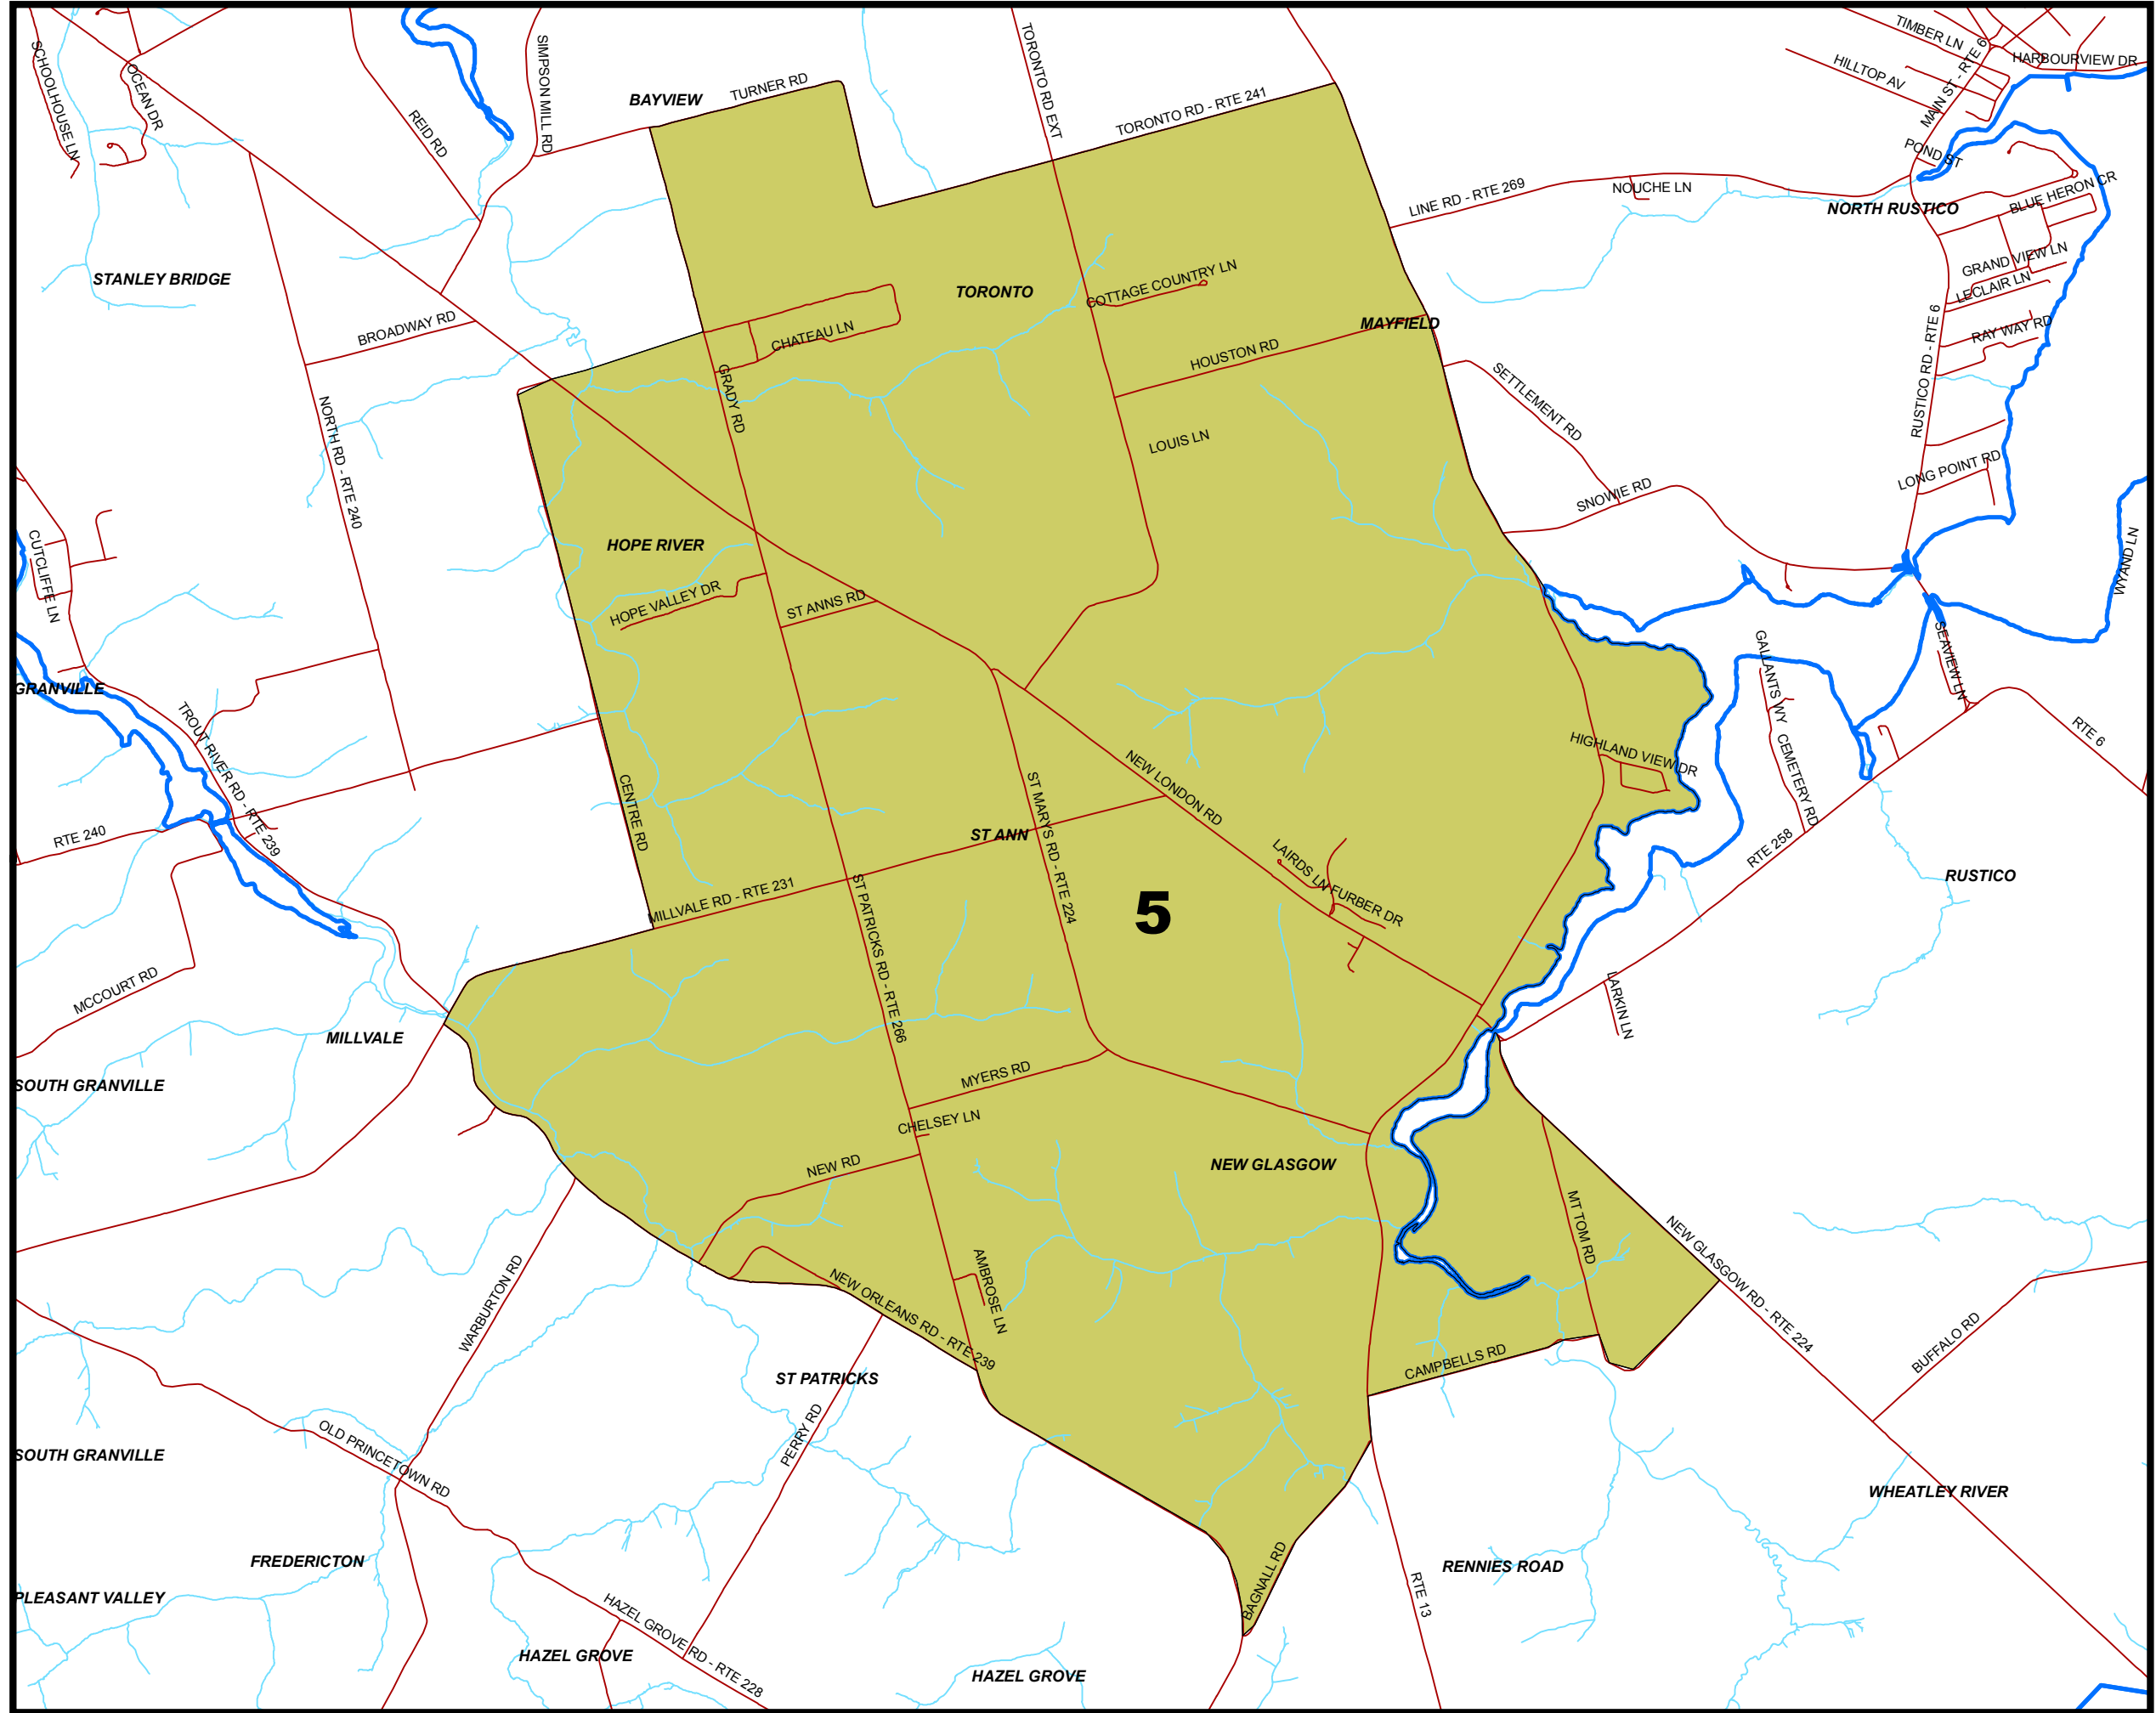 TIMBER LN
HARBOURVIEW DR
HILLTOP AV
MAIN ST - RTE 6
POND ST
SCHOOLHOUSE LN
OCEAN DR
REID RD
SIMPSON MILL RD
BAYVIEW
TURNER RD
TORONTO RD EXT
TORONTO RD - RTE 241
LINE RD - RTE 269
NOUCHE LN
NORTH RUSTICO
BLUE HERON CR
GRAND VIEW LN
LECLAIR LN
RAY WAY RD
RUSTICO RD - RTE 6
STANLEY BRIDGE
BROADWAY RD
TORONTO
COTTAGE COUNTRY LN
CHATEAU LN
MAYFIELD
HOUSTON RD
GRADY RD
SETTLEMENT RD
NORTH RD - RTE 240
LOUIS LN
SNOWIE RD
LONG POINT RD
WYAND LN
CUTCLIFFE LN
HOPE RIVER
HOPE VALLEY DR
ST ANNS RD
GRANVILLE
TROUT RIVER RD - RTE 239
SEAVIEW LN
GALLANTS WY
CEMETERY RD
RTE 6
HIGHLAND VIEW DR
NEW LONDON RD
CENTRE RD
ST MARYS RD - RTE 224
ST ANN
RTE 240
RTE 258
LAIRDS LN
FURBER DR
MILLVALE RD - RTE 231
ST PATRICKS RD - RTE 266
5
RUSTICO
MCCOURT RD
LARKIN LN
MILLVALE
SOUTH GRANVILLE
MYERS RD
CHELSEY LN
NEW RD
NEW GLASGOW
MT TOM RD
NEW GLASGOW RD - RTE 224
AMBROSE LN
NEW ORLEANS RD - RTE 239
WARBURTON RD
CAMPBELLS RD
BUFFALO RD
ST PATRICKS
PERRY RD
OLD PRINCETOWN RD
SOUTH GRANVILLE
WHEATLEY RIVER
FREDERICTON
PLEASANT VALLEY
BAGNALL RD
RENNIES ROAD
RTE 13
HAZEL GROVE RD - RTE 228
HAZEL GROVE
HAZEL GROVE